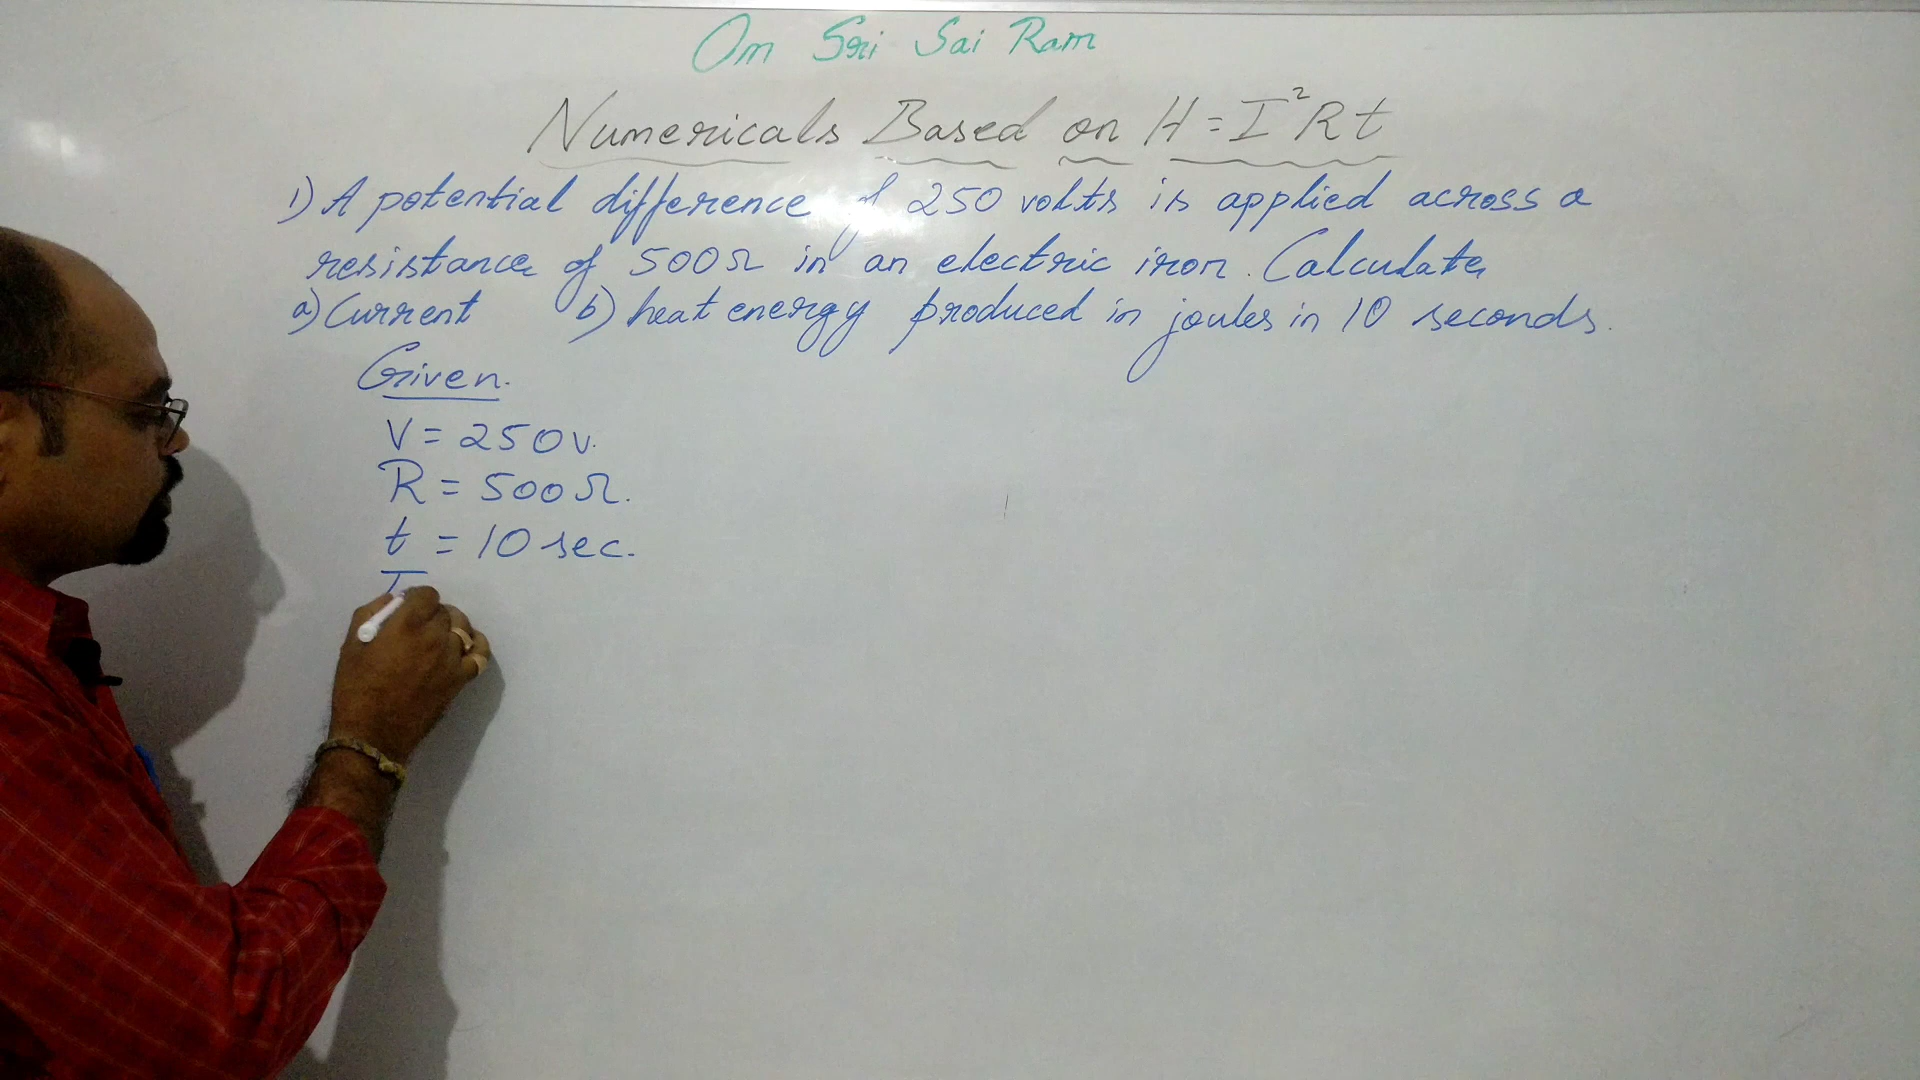 Om Sri Sai Ram
Numericals Based on H = I²Rt
1) A potential difference of 250 volts is applied across a
resistance of 500Ω in an electric iron. Calculate
a) Current b) heat energy produced in joules in 10 seconds.
Given.
V = 250v.
R = 500Ω.
t = 10 sec.
I